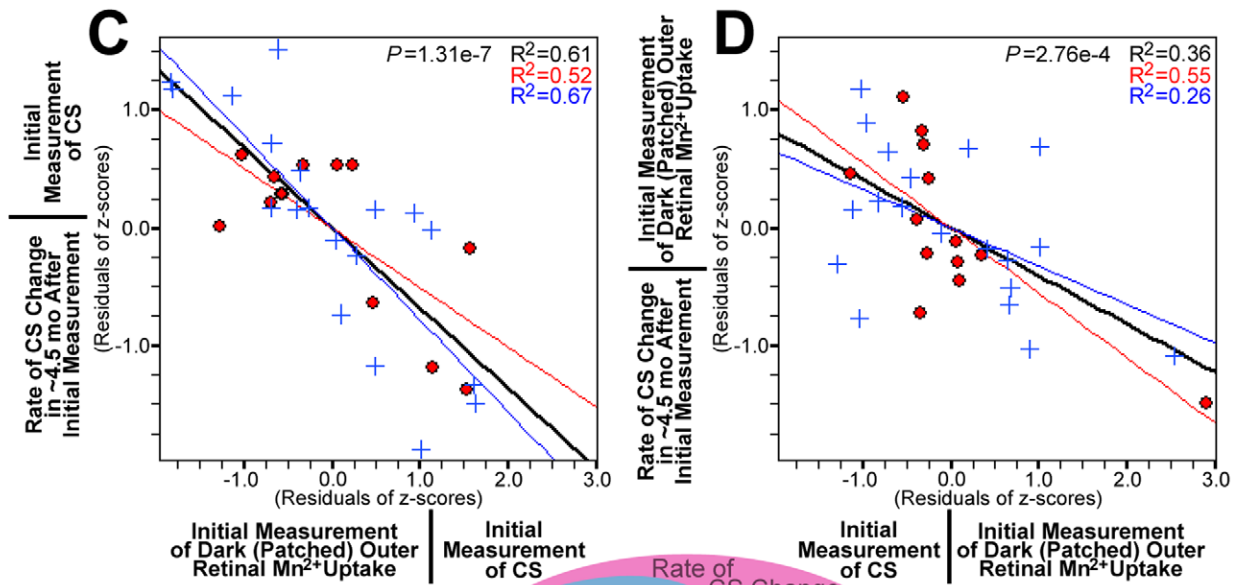 C
P=1.31e-7
R²=0.61
R²=0.52
R²=0.67
Initial
Measurement
of CS
Rate of CS Change
in ~4.5 mo After
Initial Measurement
(Residuals of z-scores)
1.0
0.0
-1.0
-1.0
0.0
1.0
2.0
3.0
(Residuals of z-scores)
Initial Measurement
of Dark (Patched) Outer
Retinal Mn²⁺Uptake
Initial
Measurement
of CS
D
P=2.76e-4
R²=0.36
R²=0.55
R²=0.26
Initial Measurement
of Dark (Patched) Outer
Retinal Mn²⁺Uptake
Rate of CS Change
in ~4.5 mo After
Initial Measurement
(Residuals of z-scores)
1.0
0.0
-1.0
-1.0
0.0
1.0
2.0
3.0
(Residuals of z-scores)
Initial
Measurement
of CS
Initial Measurement
of Dark (Patched) Outer
Retinal Mn²⁺Uptake
Rate of
CS Change